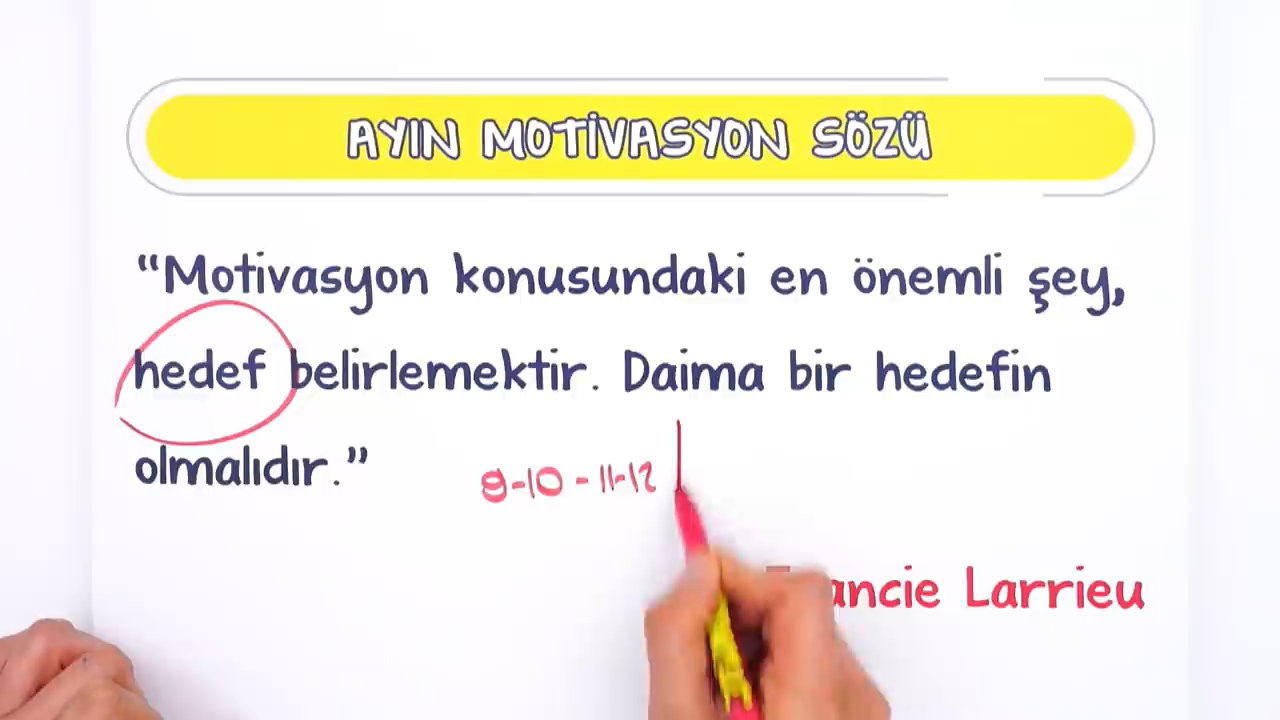 AYIN MOTİVASYON SÖZÜ
“Motivasyon konusundaki en önemli şey,
hedef belirlemektir. Daima bir hedefin
olmalıdır.”
9-10-11-12
Larrieu